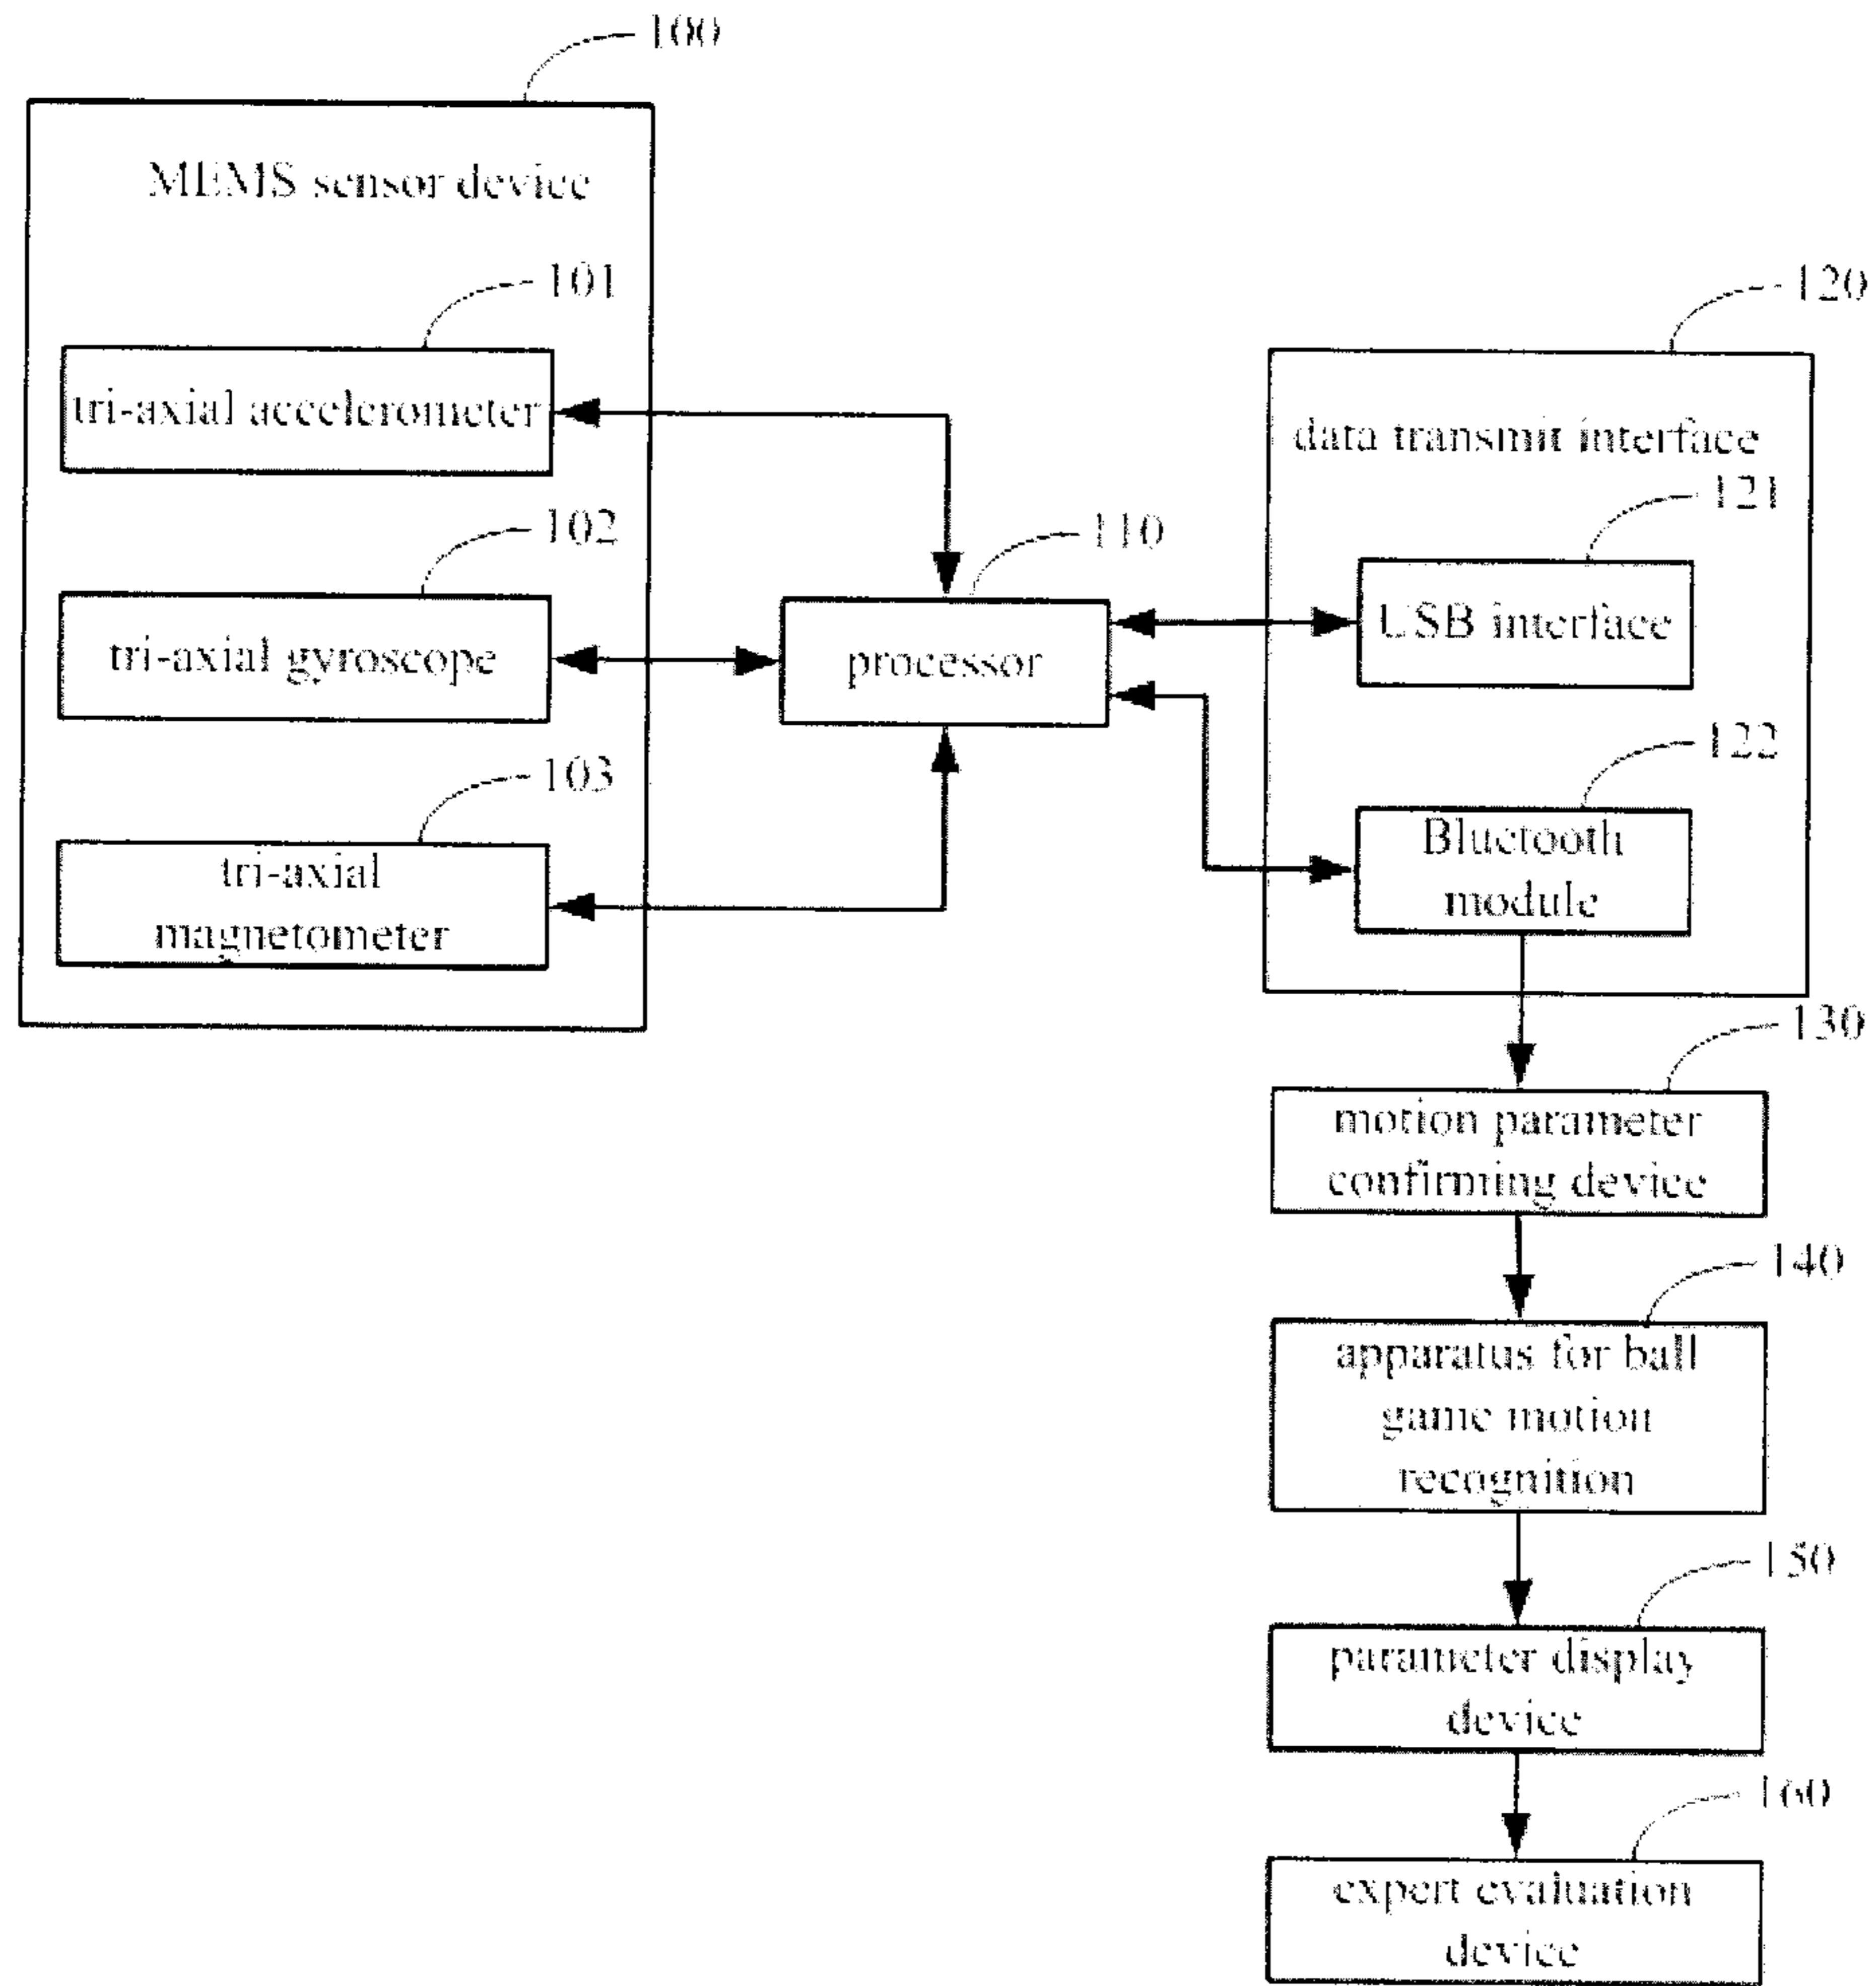 100
MEMS sensor device
101
tri-axial accelerometer
102
tri-axial gyroscope
103
tri-axial
magnetometer
110
processor
120
data transmit interface
121
USB interface
122
Bluetooth
module
130
motion parameter
confirming device
140
apparatus for ball
game motion
recognition
150
parameter display
device
160
expert evaluation
device